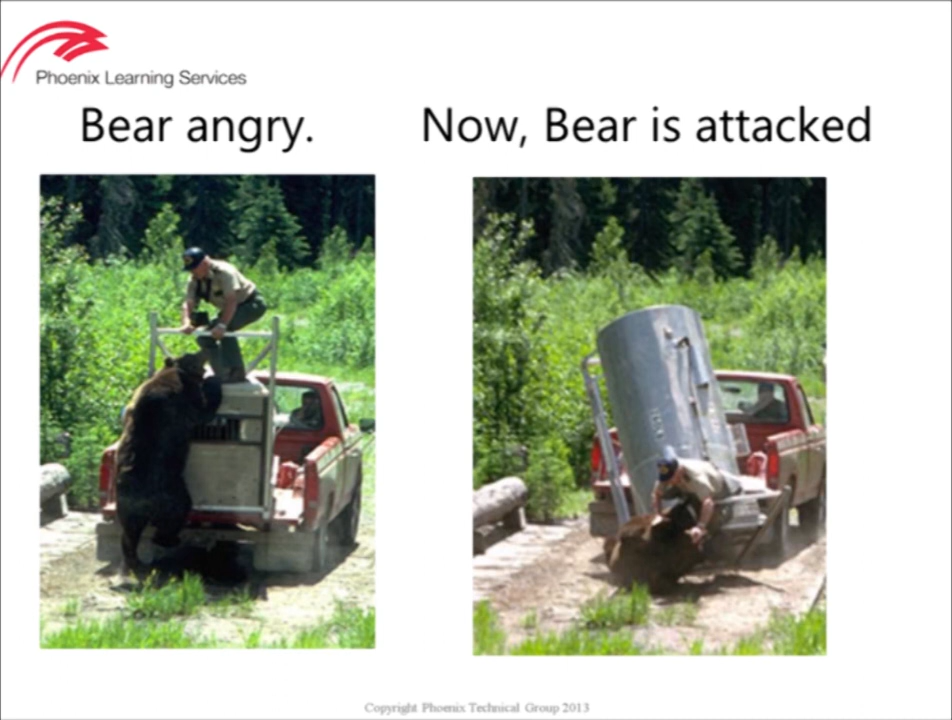 Phoenix Learning Services
Bear angry.
Now, Bear is attacked
Copyright Phoenix Technical Group 2013